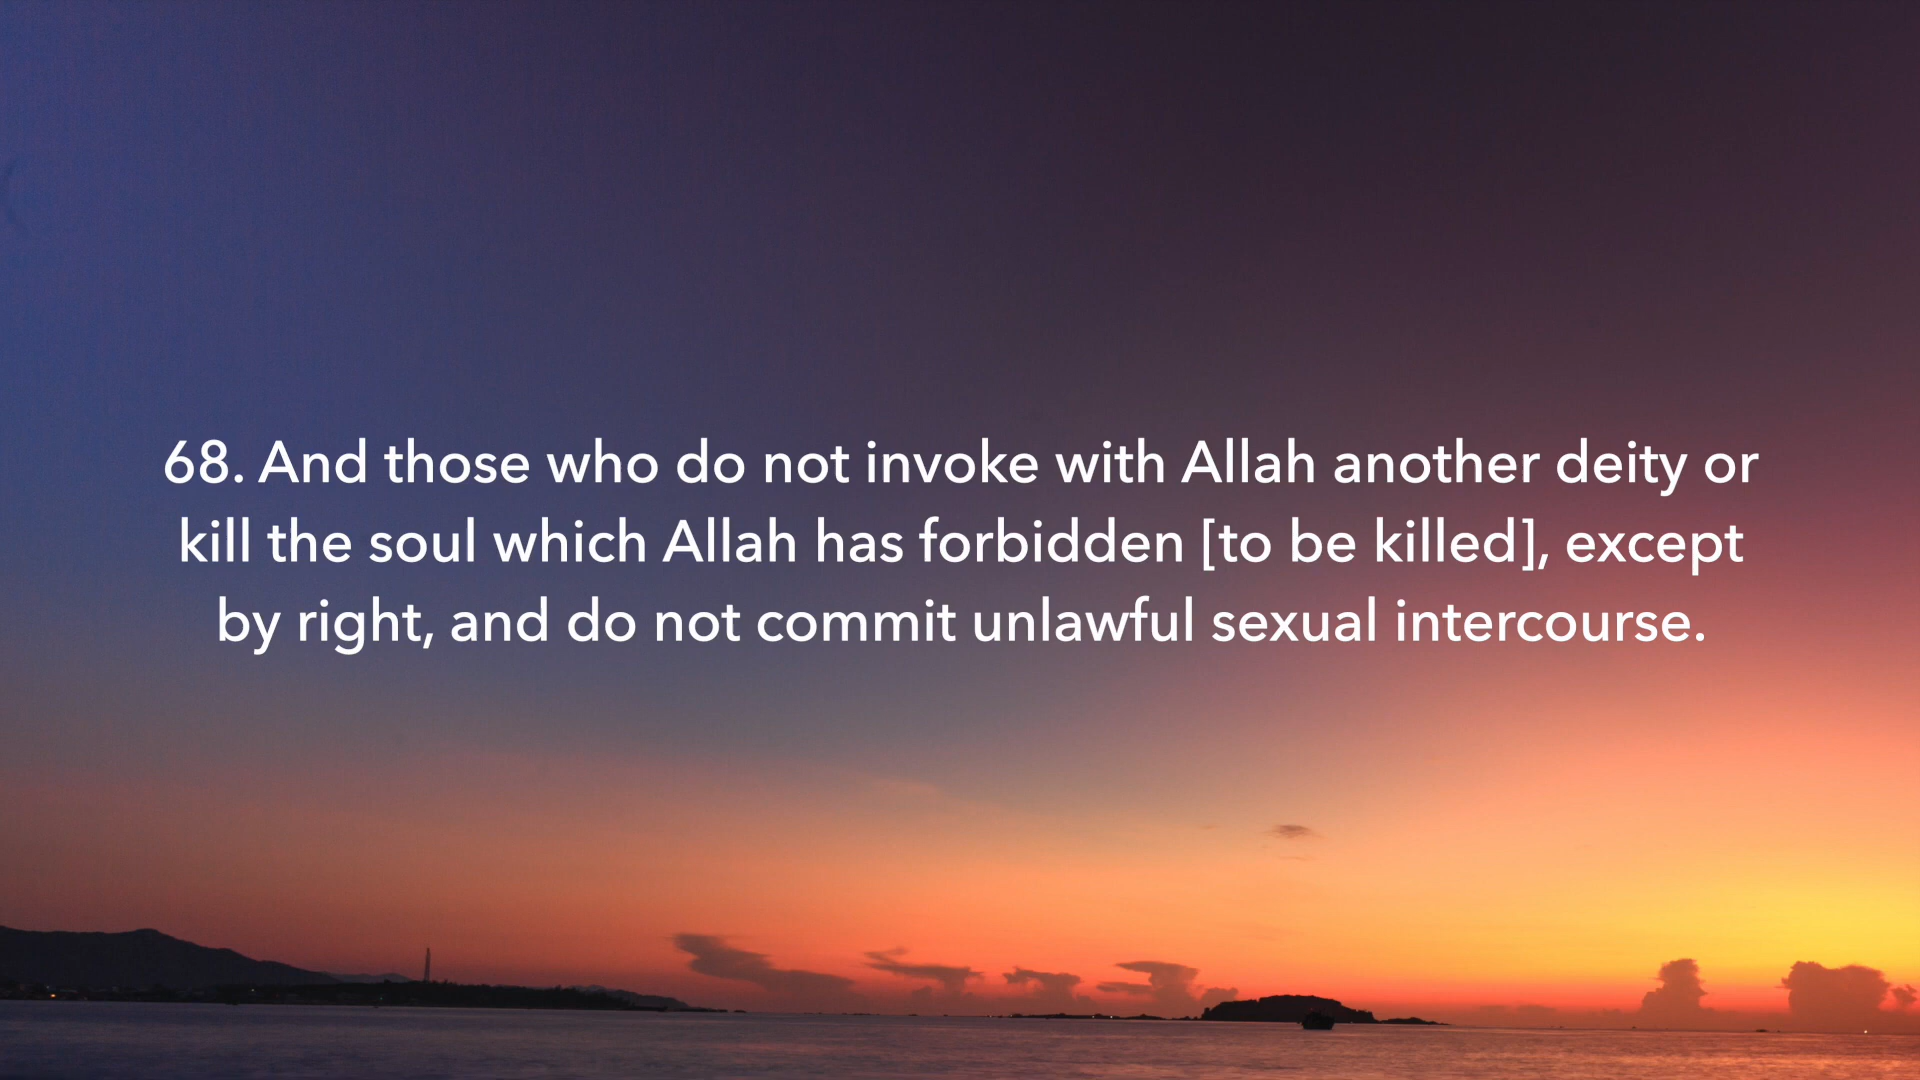 68. And those who do not invoke with Allah another deity or
kill the soul which Allah has forbidden [to be killed], except
by right, and do not commit unlawful sexual intercourse.